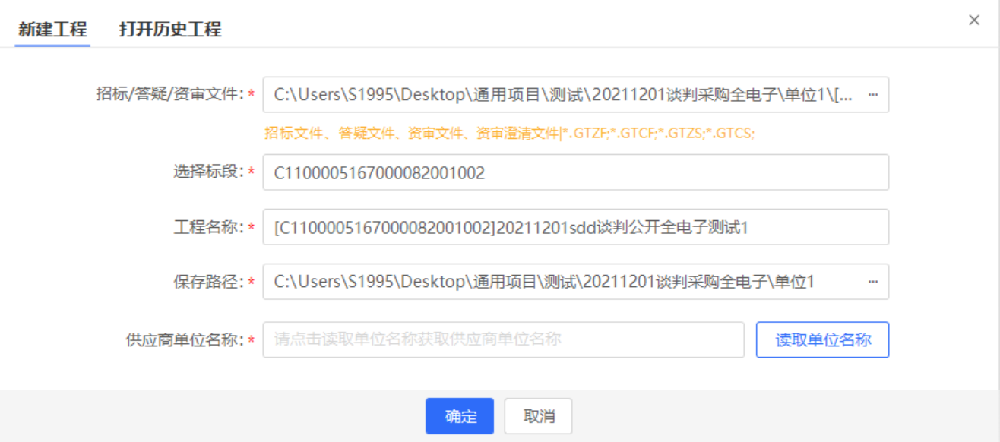 新建工程 打开历史工程
招标/答疑/资审文件:* C:\Users\S1995\Desktop\通用项目\测试\20211201谈判采购全电子\单位1\[... ...
招标文件、答疑文件、资审文件、资审澄清文件|*.GTZF;*.GTCF;*.GTZS;*.GTCS;
选择标段:* C1100005167000082001002
工程名称:* [C1100005167000082001002]20211201sdd谈判公开全电子测试1
保存路径:* C:\Users\S1995\Desktop\通用项目\测试\20211201谈判采购全电子\单位1 ...
供应商单位名称:* 请点击读取单位名称获取供应商单位名称 读取单位名称
确定 取消